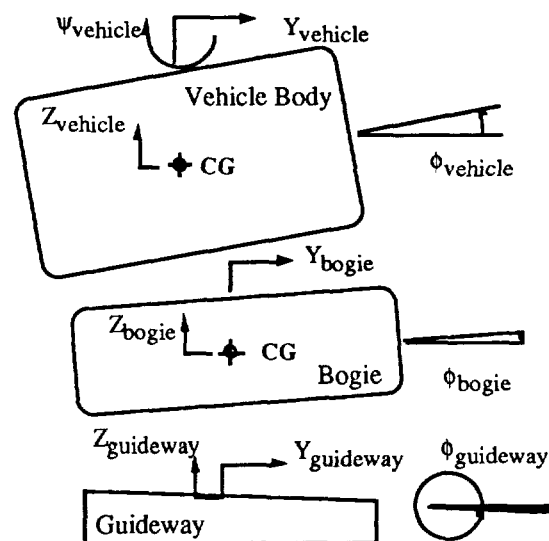 Ψvehicle
Yvehicle
Vehicle Body
Zvehicle
CG
ϕvehicle
Ybogie
Zbogie
CG
Bogie
ϕbogie
Zguideway
Yguideway
ϕguideway
Guideway